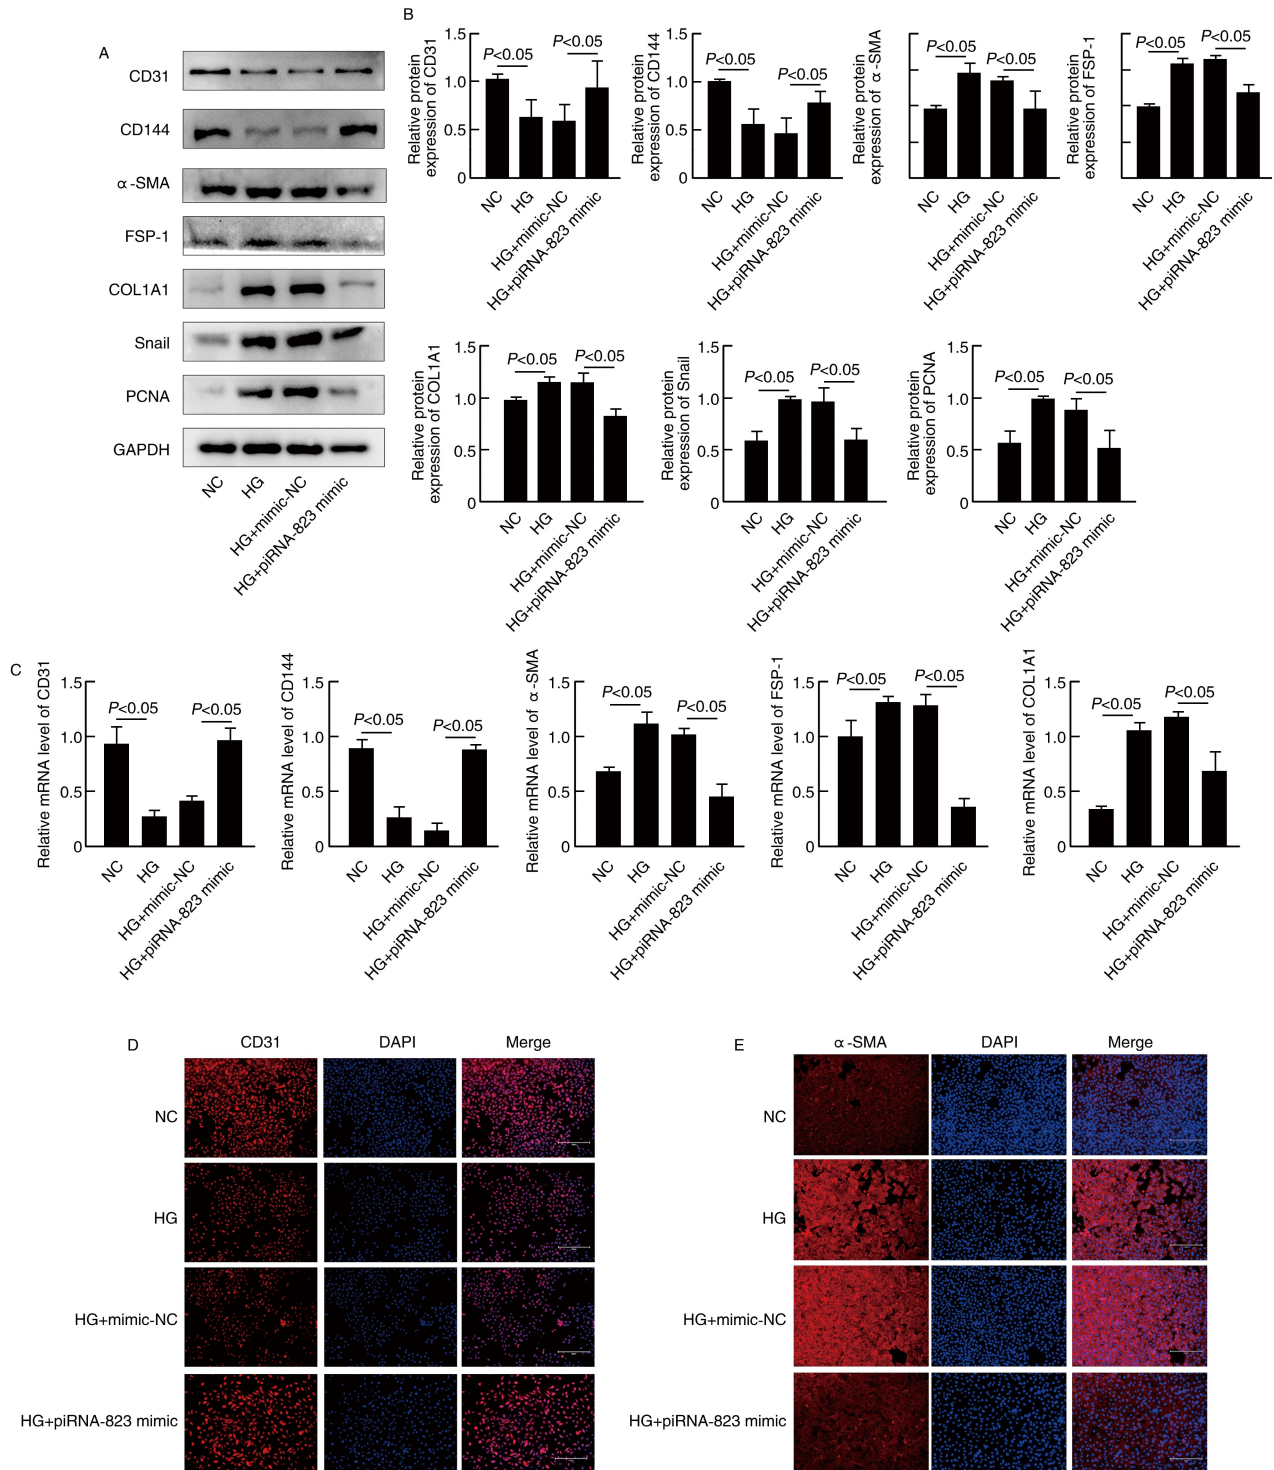 A
CD31
CD144
α-SMA
FSP-1
COL1A1
Snail
PCNA
GAPDH
NC
HG
HG+mimic-NC
HG+piRNA-823 mimic
B
Relative protein
expression of CD31
1.5
1.0
0.5
0
P<0.05
P<0.05
NC
HG
HG+mimic-NC
HG+piRNA-823 mimic
Relative protein
expression of CD144
1.5
1.0
0.5
0
P<0.05
P<0.05
NC
HG
HG+mimic-NC
HG+piRNA-823 mimic
Relative protein
expression of α-SMA
P<0.05
P<0.05
NC
HG
HG+mimic-NC
HG+piRNA-823 mimic
Relative protein
expression of FSP-1
P<0.05
P<0.05
NC
HG
HG+mimic-NC
HG+piRNA-823 mimic
Relative protein
expression of COL1A1
1.5
1.0
0.5
0
P<0.05
P<0.05
NC
HG
HG+mimic-NC
HG+piRNA-823 mimic
Relative protein
expression of Snail
1.5
1.0
0.5
0
P<0.05
P<0.05
NC
HG
HG+mimic-NC
HG+piRNA-823 mimic
Relative protein
expression of PCNA
1.5
1.0
0.5
0
P<0.05
P<0.05
NC
HG
HG+mimic-NC
HG+piRNA-823 mimic
C
Relative mRNA level of CD31
1.5
1.0
0.5
0
P<0.05
P<0.05
NC
HG
HG+mimic-NC
HG+piRNA-823 mimic
Relative mRNA level of CD144
1.5
1.0
0.5
0
P<0.05
P<0.05
NC
HG
HG+mimic-NC
HG+piRNA-823 mimic
Relative mRNA level of α-SMA
1.5
1.0
0.5
0
P<0.05
P<0.05
NC
HG
HG+mimic-NC
HG+piRNA-823 mimic
Relative mRNA level of FSP-1
1.5
1.0
0.5
0
P<0.05
P<0.05
NC
HG
HG+mimic-NC
HG+piRNA-823 mimic
Relative mRNA level of COL1A1
1.5
1.0
0.5
0
P<0.05
P<0.05
NC
HG
HG+mimic-NC
HG+piRNA-823 mimic
D
CD31
DAPI
Merge
NC
HG
HG+mimic-NC
HG+piRNA-823 mimic
E
α-SMA
DAPI
Merge
NC
HG
HG+mimic-NC
HG+piRNA-823 mimic